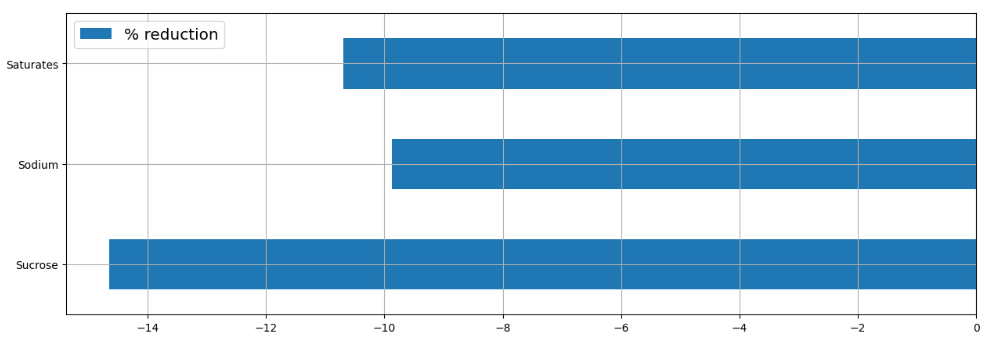 % reduction
Saturates
Sodium
Sucrose
−14 −12 −10 −8 −6 −4 −2 0